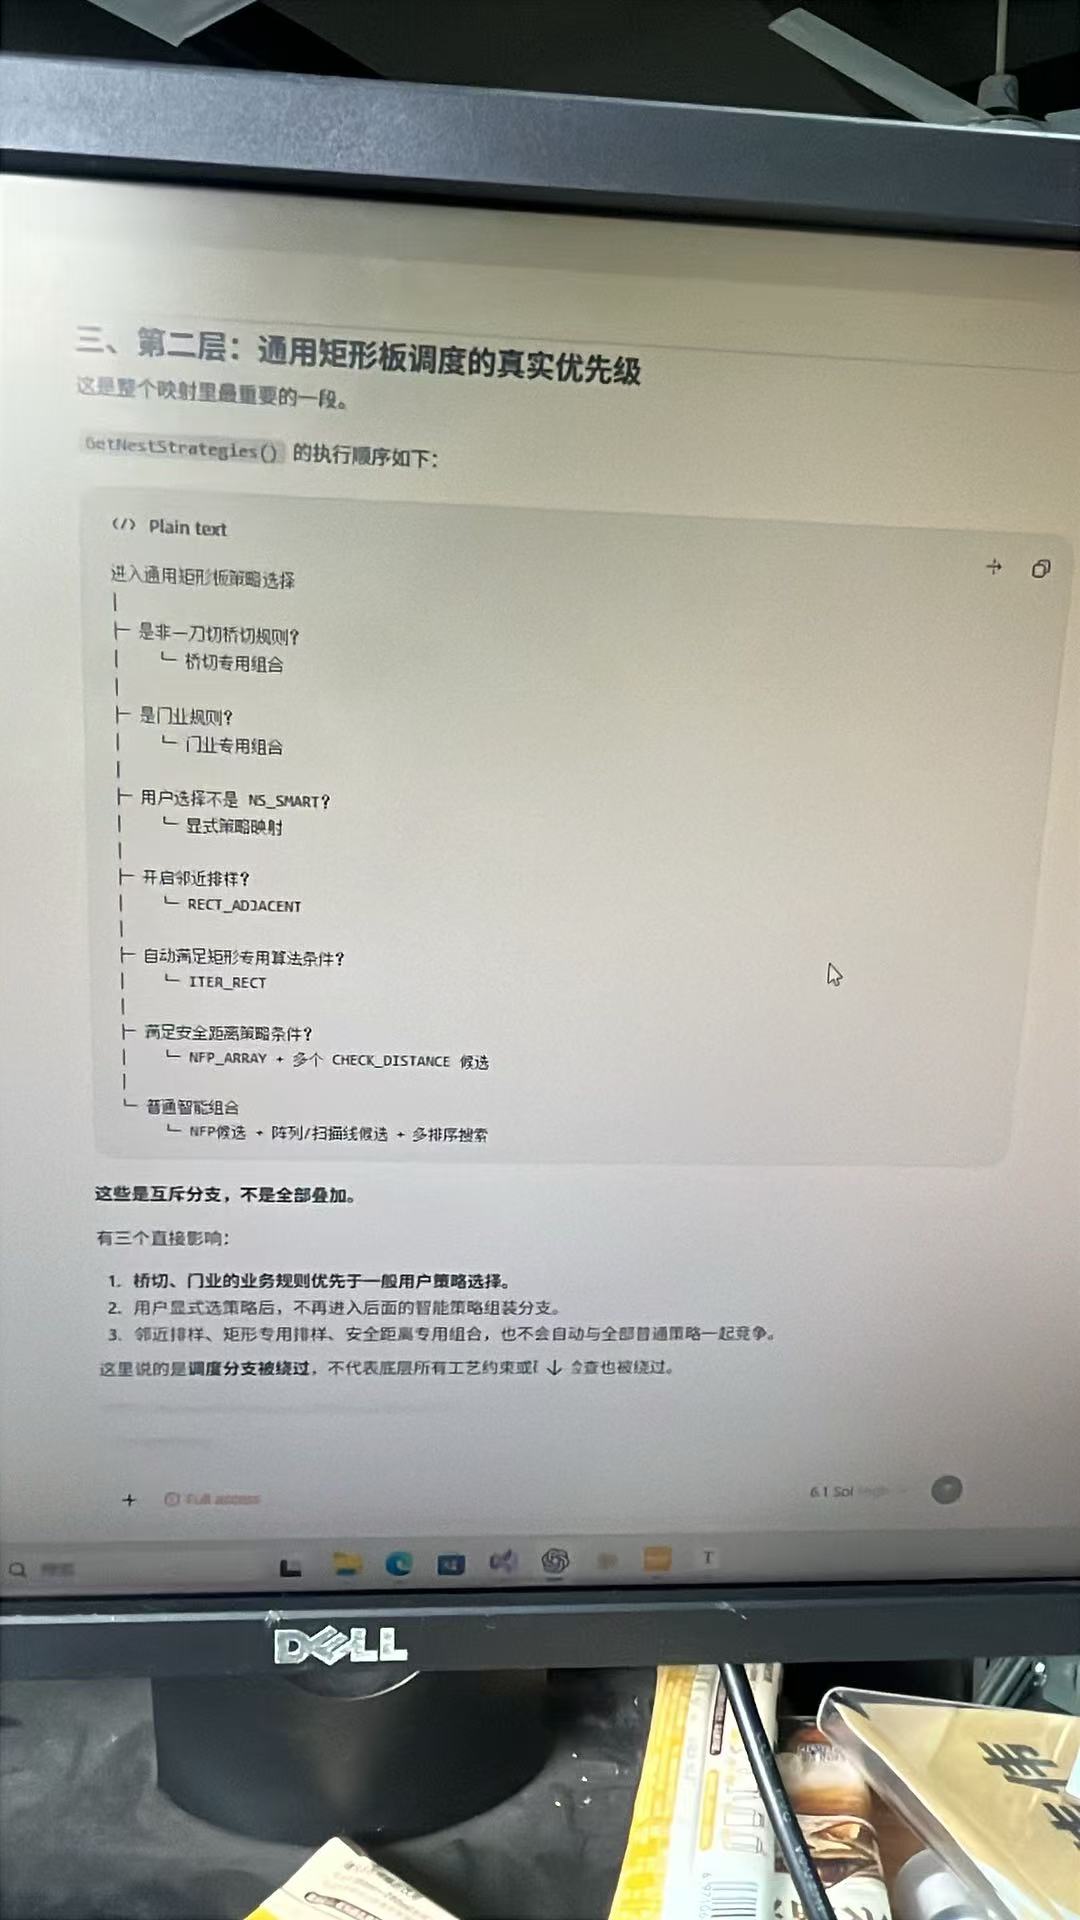 三、第二层：通用矩形板调度的真实优先级
这是整个映射里最重要的一段。
GetNestStrategies() 的执行顺序如下：
</> Plain text
进入通用矩形板策略选择
|
├─ 是非一刀切桥切规则？
|   └─ 桥切专用组合
|
├─ 是门业规则？
|   └─ 门业专用组合
|
├─ 用户选择不是 NS_SMART？
|   └─ 显式策略映射
|
├─ 开启邻近排样？
|   └─ RECT_ADJACENT
|
├─ 自动满足矩形专用算法条件？
|   └─ ITER_RECT
|
├─ 满足安全距离策略条件？
|   └─ NFP_ARRAY + 多个 CHECK_DISTANCE 候选
|
└─ 普通智能组合
    └─ NFP候选 + 阵列/扫描线候选 + 多排序搜索
这些是互斥分支，不是全部叠加。
有三个直接影响：
1. 桥切、门业的业务规则优先于一般用户策略选择。
2. 用户显式选策略后，不再进入后面的智能策略组装分支。
3. 邻近排样、矩形专用排样、安全距离专用组合，也不会自动与全部普通策略一起竞争。
这里说的是调度分支被绕过，不代表底层所有工艺约束或 查也被绕过。
+ Full access
6.1 Sol
T
DELL